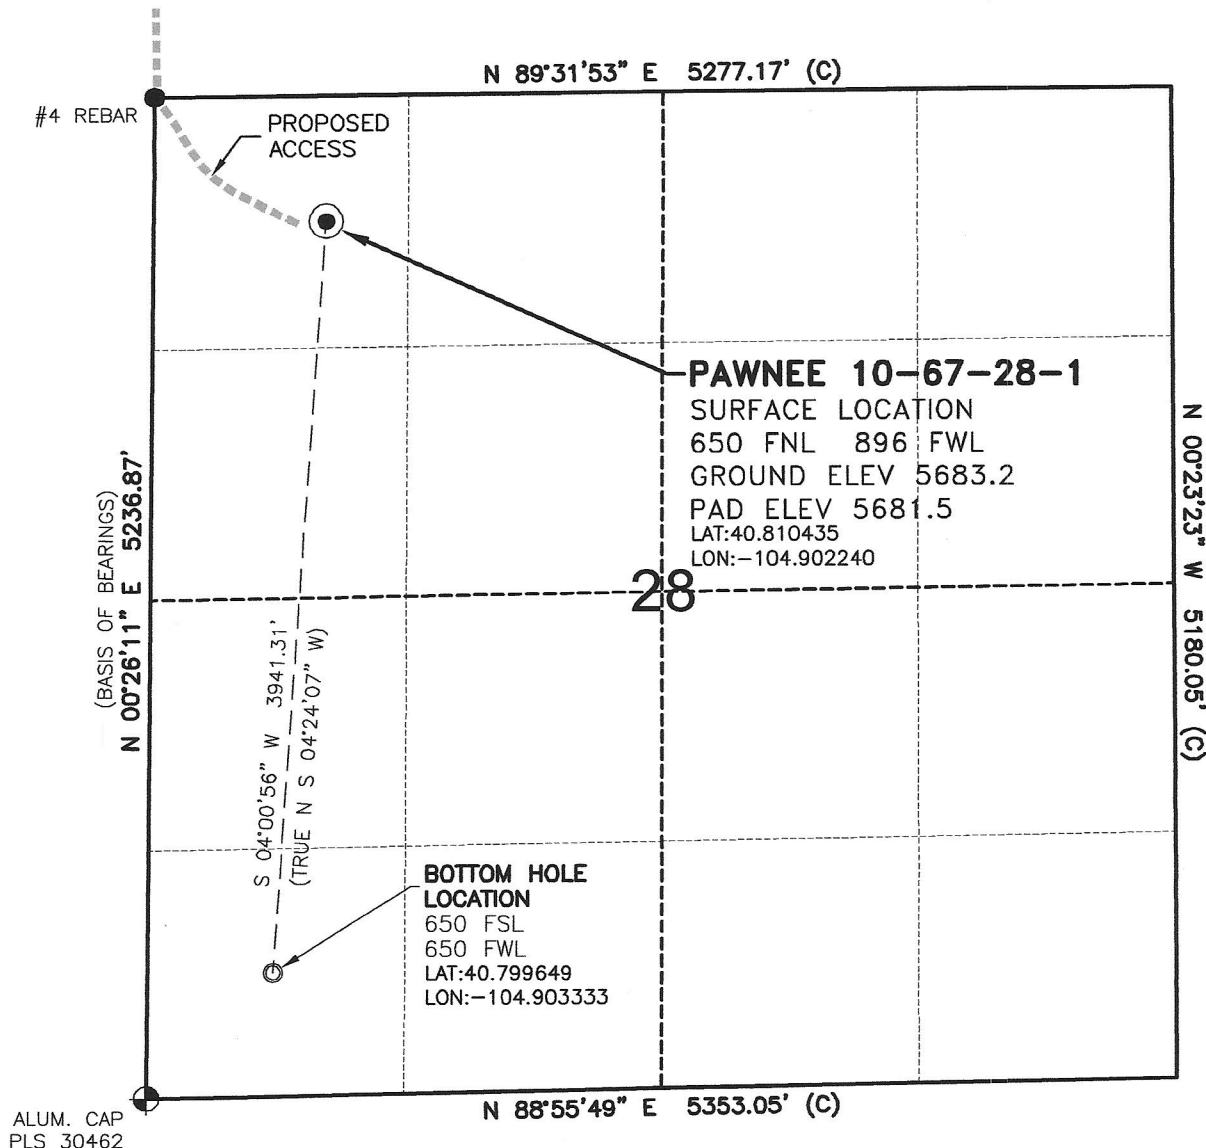 N 89°31'53" E 5277.17' (C)
#4 REBAR
PROPOSED
ACCESS
PAWNEE 10-67-28-1
SURFACE LOCATION
650 FNL 896 FWL
GROUND ELEV 5683.2
PAD ELEV 5681.5
LAT:40.810435
LON:-104.902240
28
(BASIS OF BEARINGS)
N 00°26'11" E 5236.87'
N 00°23'23" W 5180.05' (C)
S 04°00'56" W 3941.31'
(TRUE N S 04°24'07" W)
BOTTOM HOLE
LOCATION
650 FSL
650 FWL
LAT:40.799649
LON:-104.903333
N 88°55'49" E 5353.05' (C)
ALUM. CAP
PLS 30462